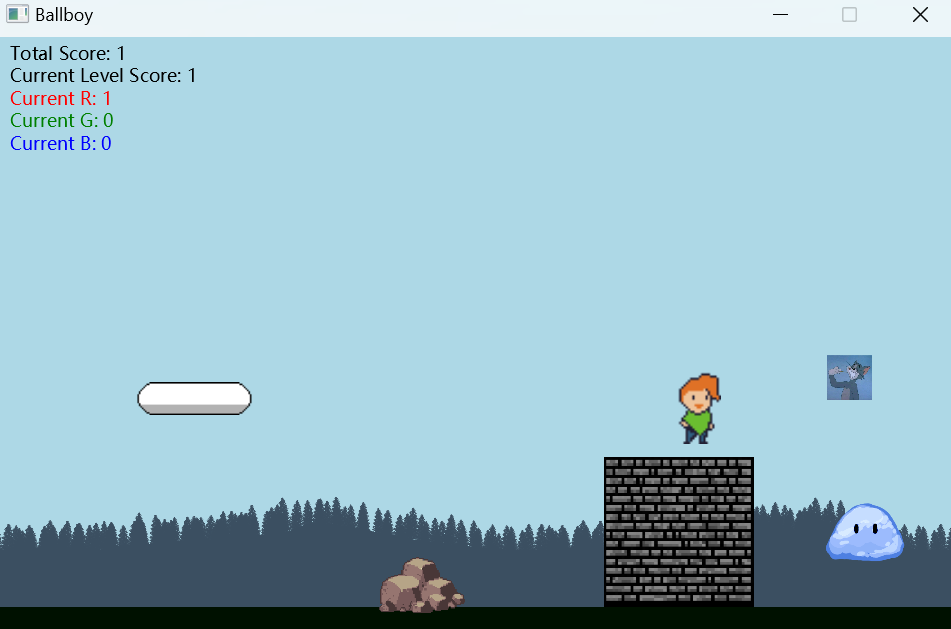 Ballboy
Total Score: 1
Current Level Score: 1
Current R: 1
Current G: 0
Current B: 0